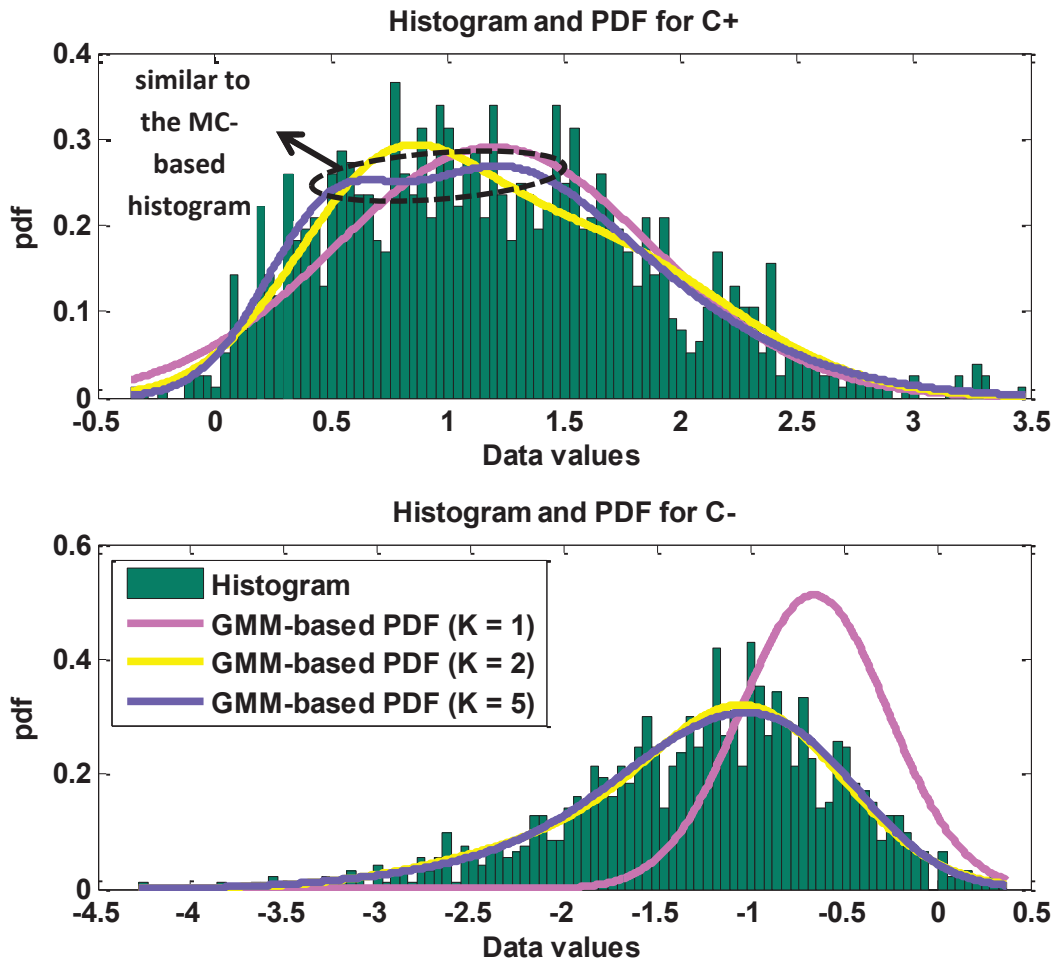 Histogram and PDF for C+
0.4
0.3
0.2
0.1
0
pdf
similar to
the MC-
based
histogram
-0.5 0 0.5 1 1.5 2 2.5 3 3.5
Data values
Histogram and PDF for C-
0.6
0.4
0.2
0
pdf
Histogram
GMM-based PDF (K = 1)
GMM-based PDF (K = 2)
GMM-based PDF (K = 5)
-4.5 -4 -3.5 -3 -2.5 -2 -1.5 -1 -0.5 0 0.5
Data values